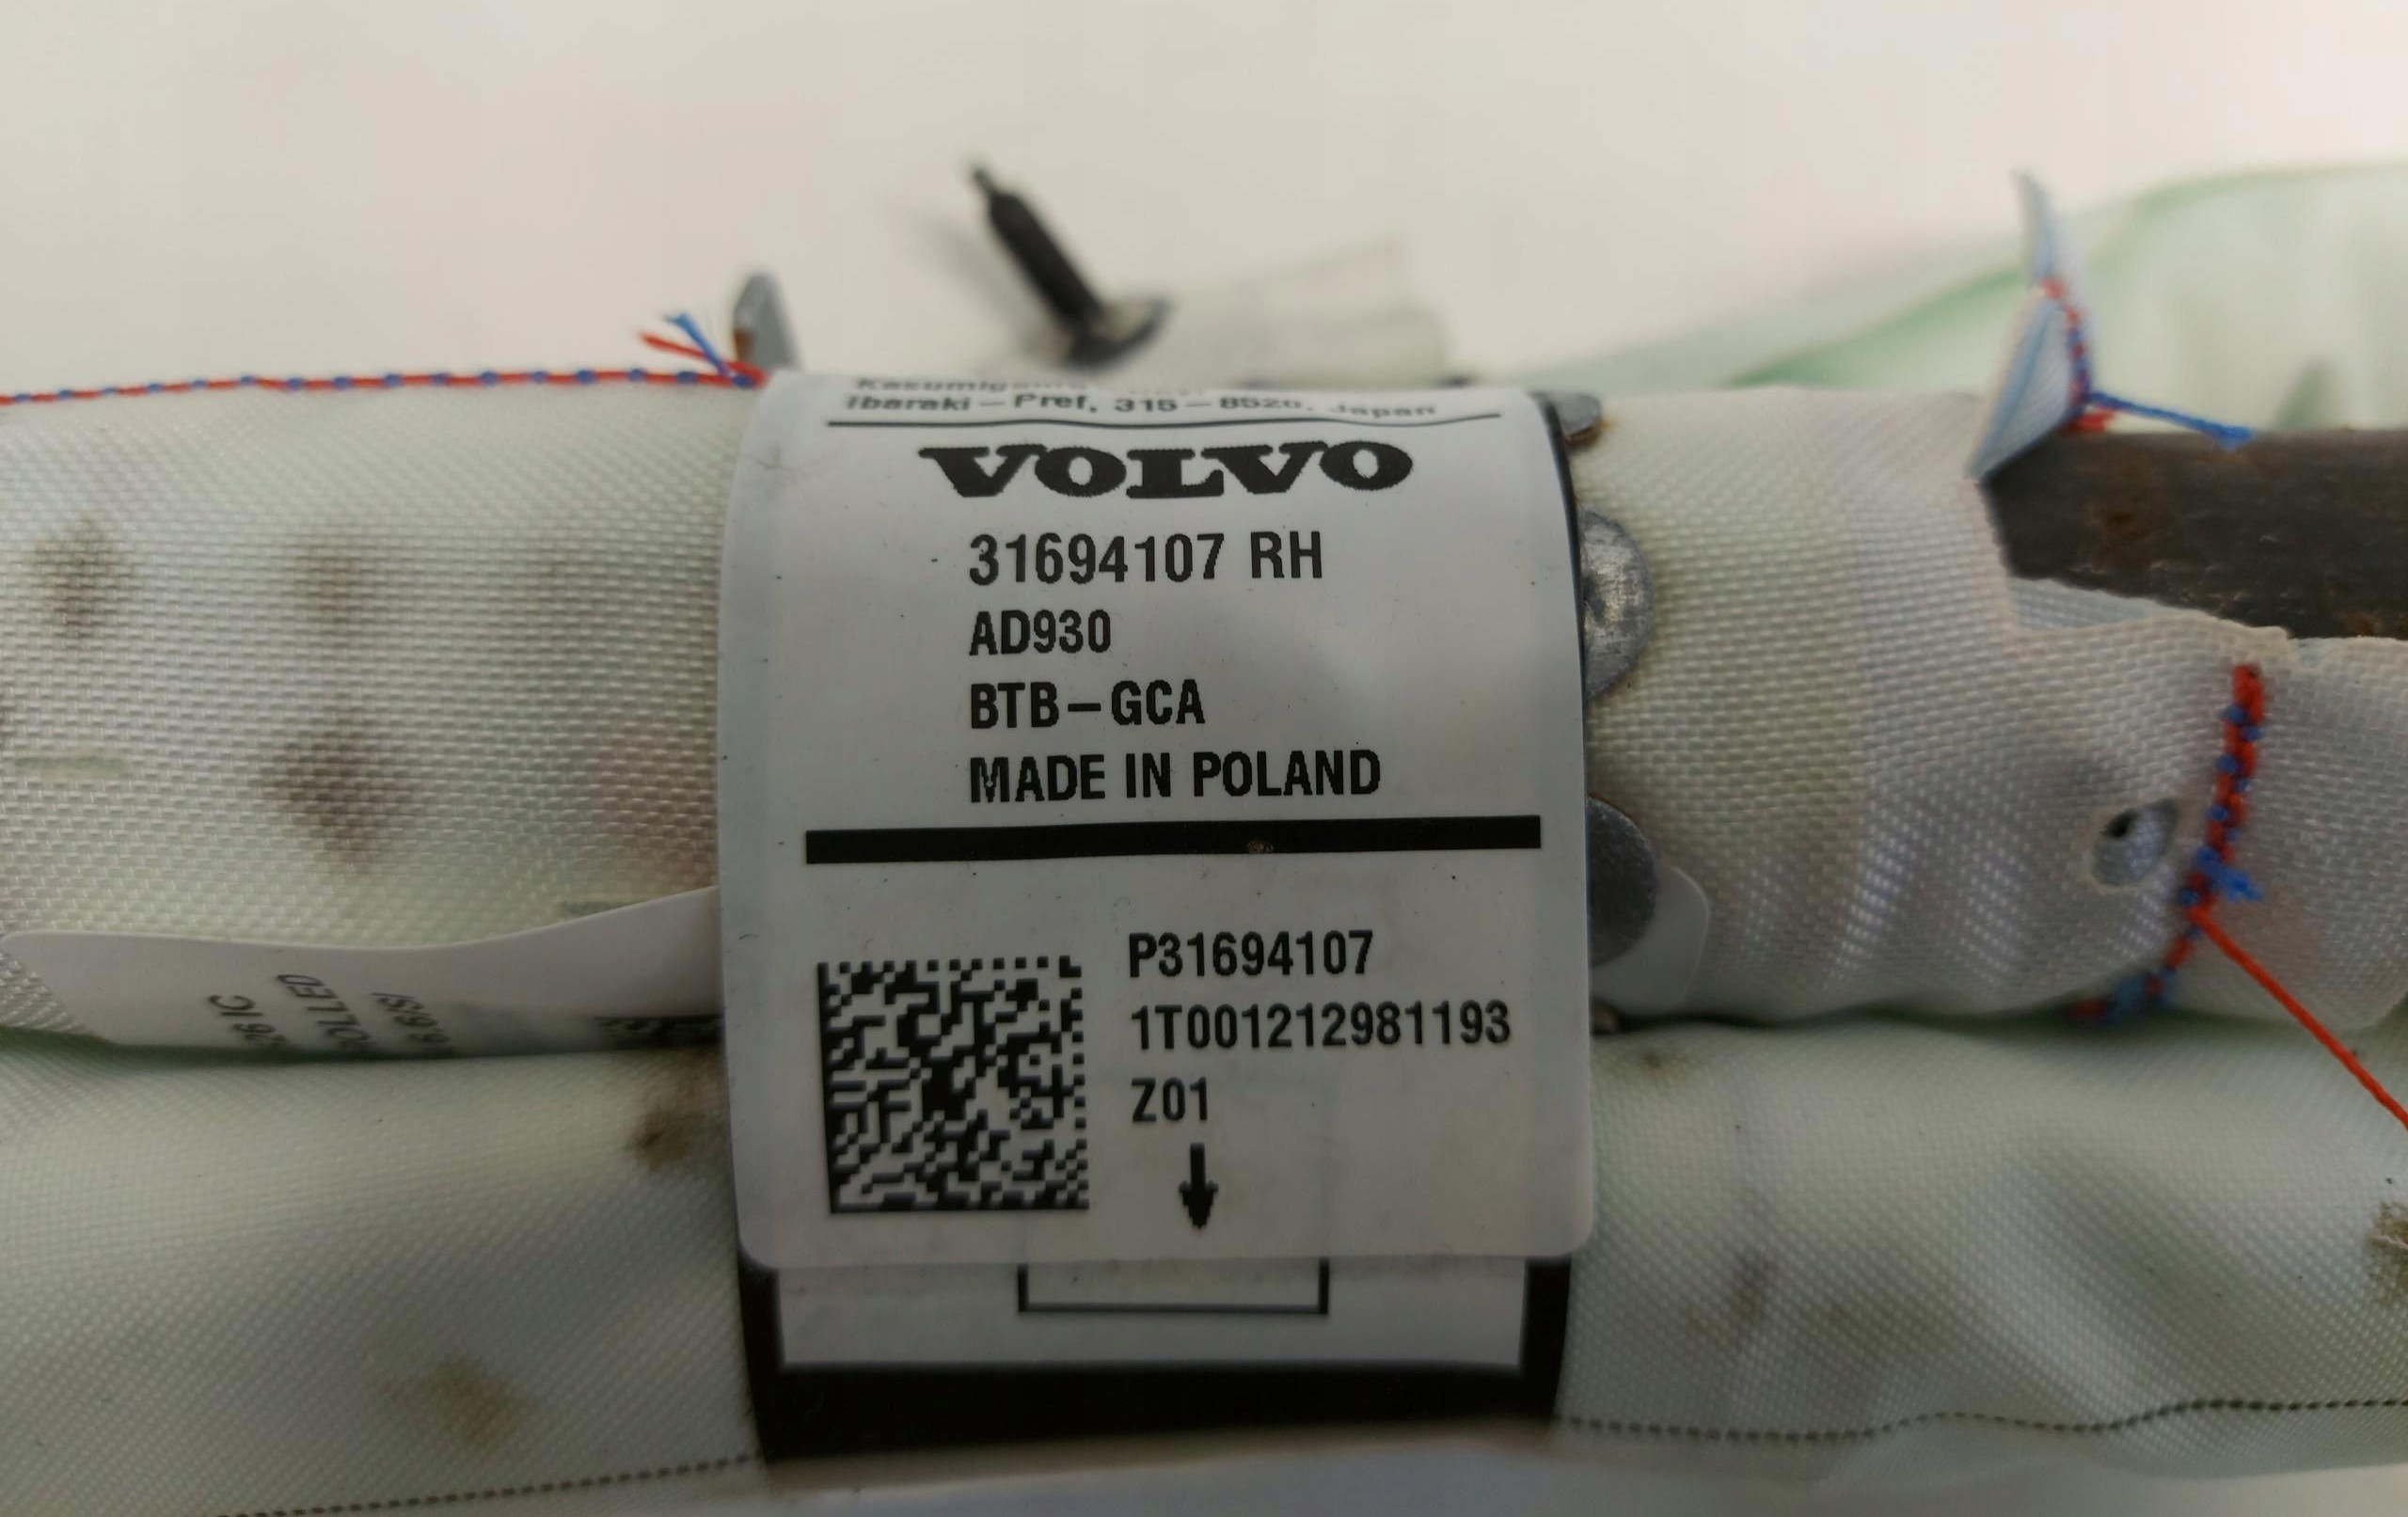 Ibaraki-Pref, 315-8520, Japan
VOLVO
31694107 RH
AD930
BTB-GCA
MADE IN POLAND
P31694107
1T001212981193
Z01